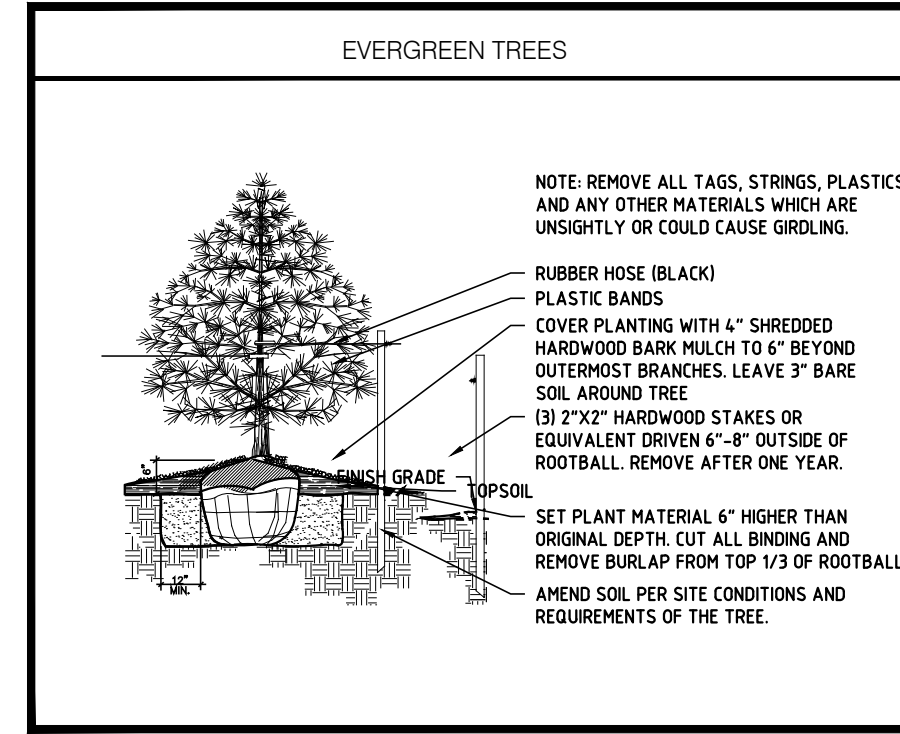 EVERGREEN TREES
NOTE: REMOVE ALL TAGS, STRINGS, PLASTICS
AND ANY OTHER MATERIALS WHICH ARE
UNSIGHTLY OR COULD CAUSE GIRDLING.
RUBBER HOSE (BLACK)
PLASTIC BANDS
COVER PLANTING WITH 4" SHREDDED
HARDWOOD BARK MULCH TO 6" BEYOND
OUTERMOST BRANCHES. LEAVE 3" BARE
SOIL AROUND TREE
(3) 2"X2" HARDWOOD STAKES OR
EQUIVALENT DRIVEN 6"-8" OUTSIDE OF
ROOTBALL. REMOVE AFTER ONE YEAR.
6"
FINISH GRADE
TOPSOIL
SET PLANT MATERIAL 6" HIGHER THAN
ORIGINAL DEPTH. CUT ALL BINDING AND
REMOVE BURLAP FROM TOP 1/3 OF ROOTBALL
12"
MIN.
AMEND SOIL PER SITE CONDITIONS AND
REQUIREMENTS OF THE TREE.